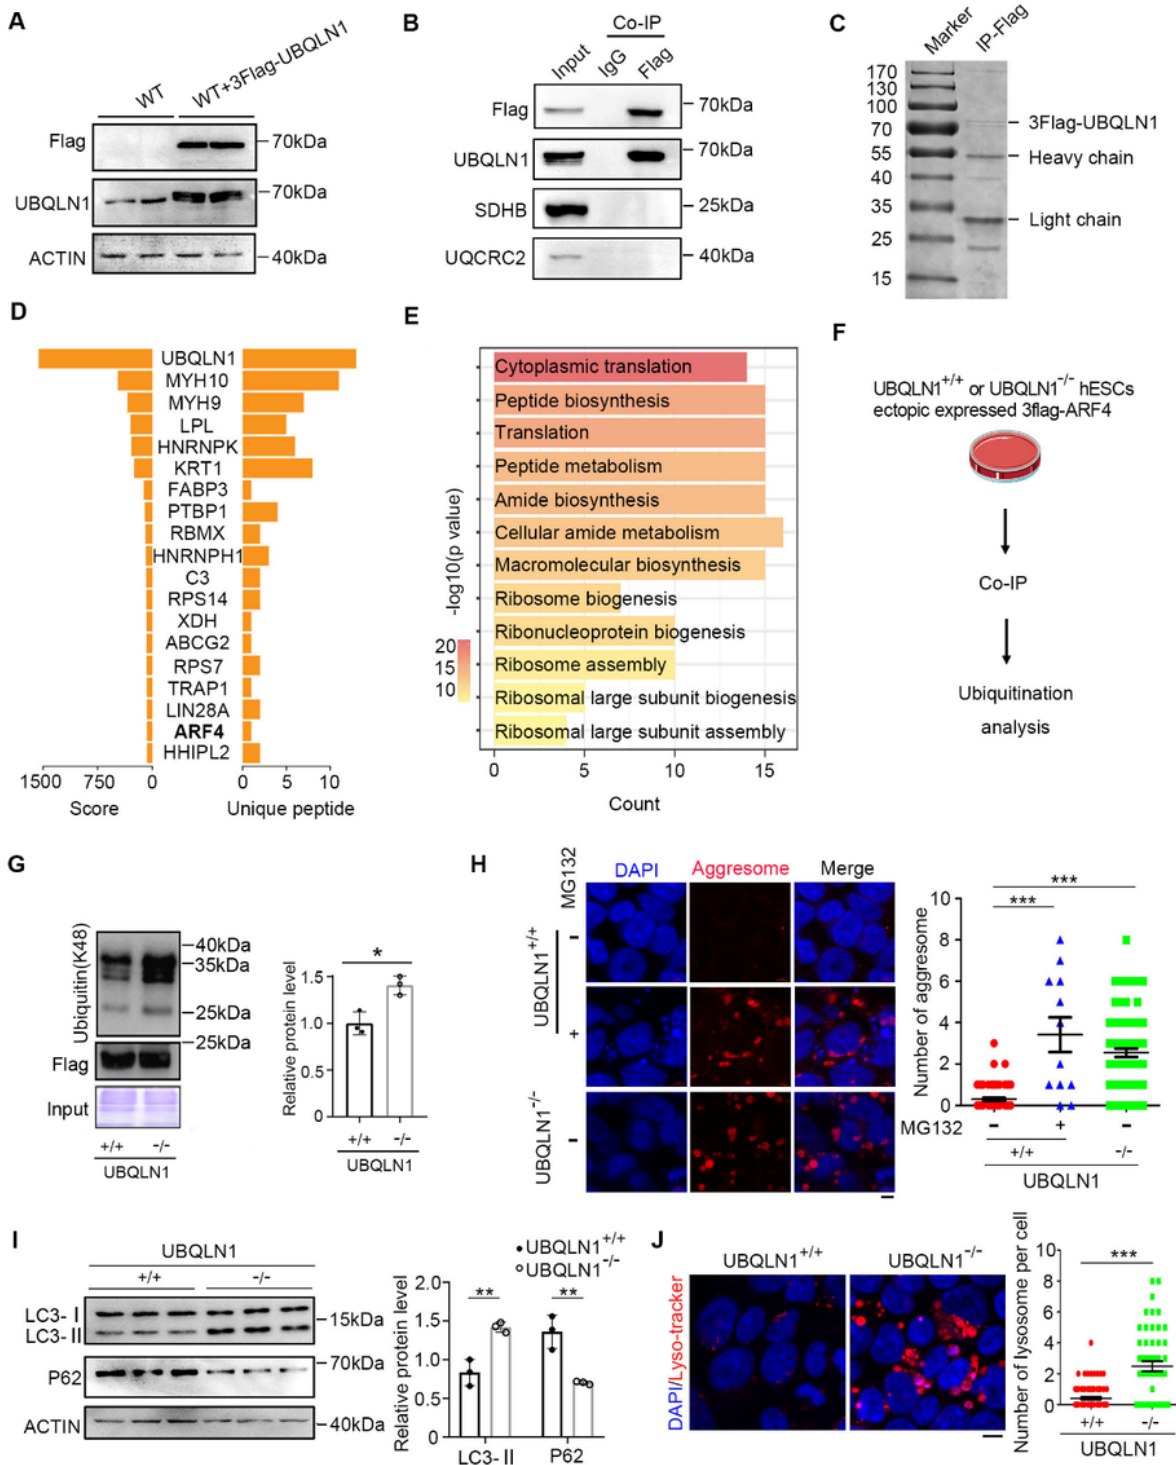 A
WT
WT+3Flag-UBQLN1
Flag
70kDa
UBQLN1
70kDa
ACTIN
40kDa
B
Co-IP
Input
IgG
Flag
Flag
70kDa
UBQLN1
70kDa
SDHB
25kDa
UQCRC2
40kDa
C
Marker
IP-Flag
170
130
100
70
55
40
35
25
15
3Flag-UBQLN1
Heavy chain
Light chain
D
UBQLN1
MYH10
MYH9
LPL
HNRNPK
KRT1
FABP3
PTBP1
RBMX
HNRNPH1
C3
RPS14
XDH
ABCG2
RPS7
TRAP1
LIN28A
ARF4
HHIPL2
1500 750 0
0 5 10
Score
Unique peptide
E
Cytoplasmic translation
Peptide biosynthesis
Translation
Peptide metabolism
Amide biosynthesis
Cellular amide metabolism
Macromolecular biosynthesis
Ribosome biogenesis
Ribonucleoprotein biogenesis
Ribosome assembly
Ribosomal large subunit biogenesis
Ribosomal large subunit assembly
-log10(p value)
20
15
10
0 5 10 15
Count
F
UBQLN1+/+ or UBQLN1-/- hESCs
ectopic expressed 3flag-ARF4
Co-IP
Ubiquitination
analysis
G
Ubiquitin(K48)
40kDa
35kDa
25kDa
25kDa
Flag
Input
+/+ -/-
UBQLN1
Relative protein level
1.5
1.0
0.5
0
*
+/+ -/-
UBQLN1
H
MG132
DAPI
Aggresome
Merge
UBQLN1+/+
-
+
UBQLN1-/-
-
Number of aggresome
10
8
6
4
2
0
***
***
MG132 - + -
+/+ -/-
UBQLN1
I
UBQLN1
+/+ -/-
LC3- I
LC3- II
15kDa
P62
70kDa
ACTIN
40kDa
UBQLN1+/+
UBQLN1-/-
Relative protein level
2.0
1.5
1.0
0.5
0
**
**
LC3- II P62
J
UBQLN1+/+
UBQLN1-/-
DAPI/Lyso-tracker
Number of lysosome per cell
10
8
6
4
2
0
***
+/+ -/-
UBQLN1